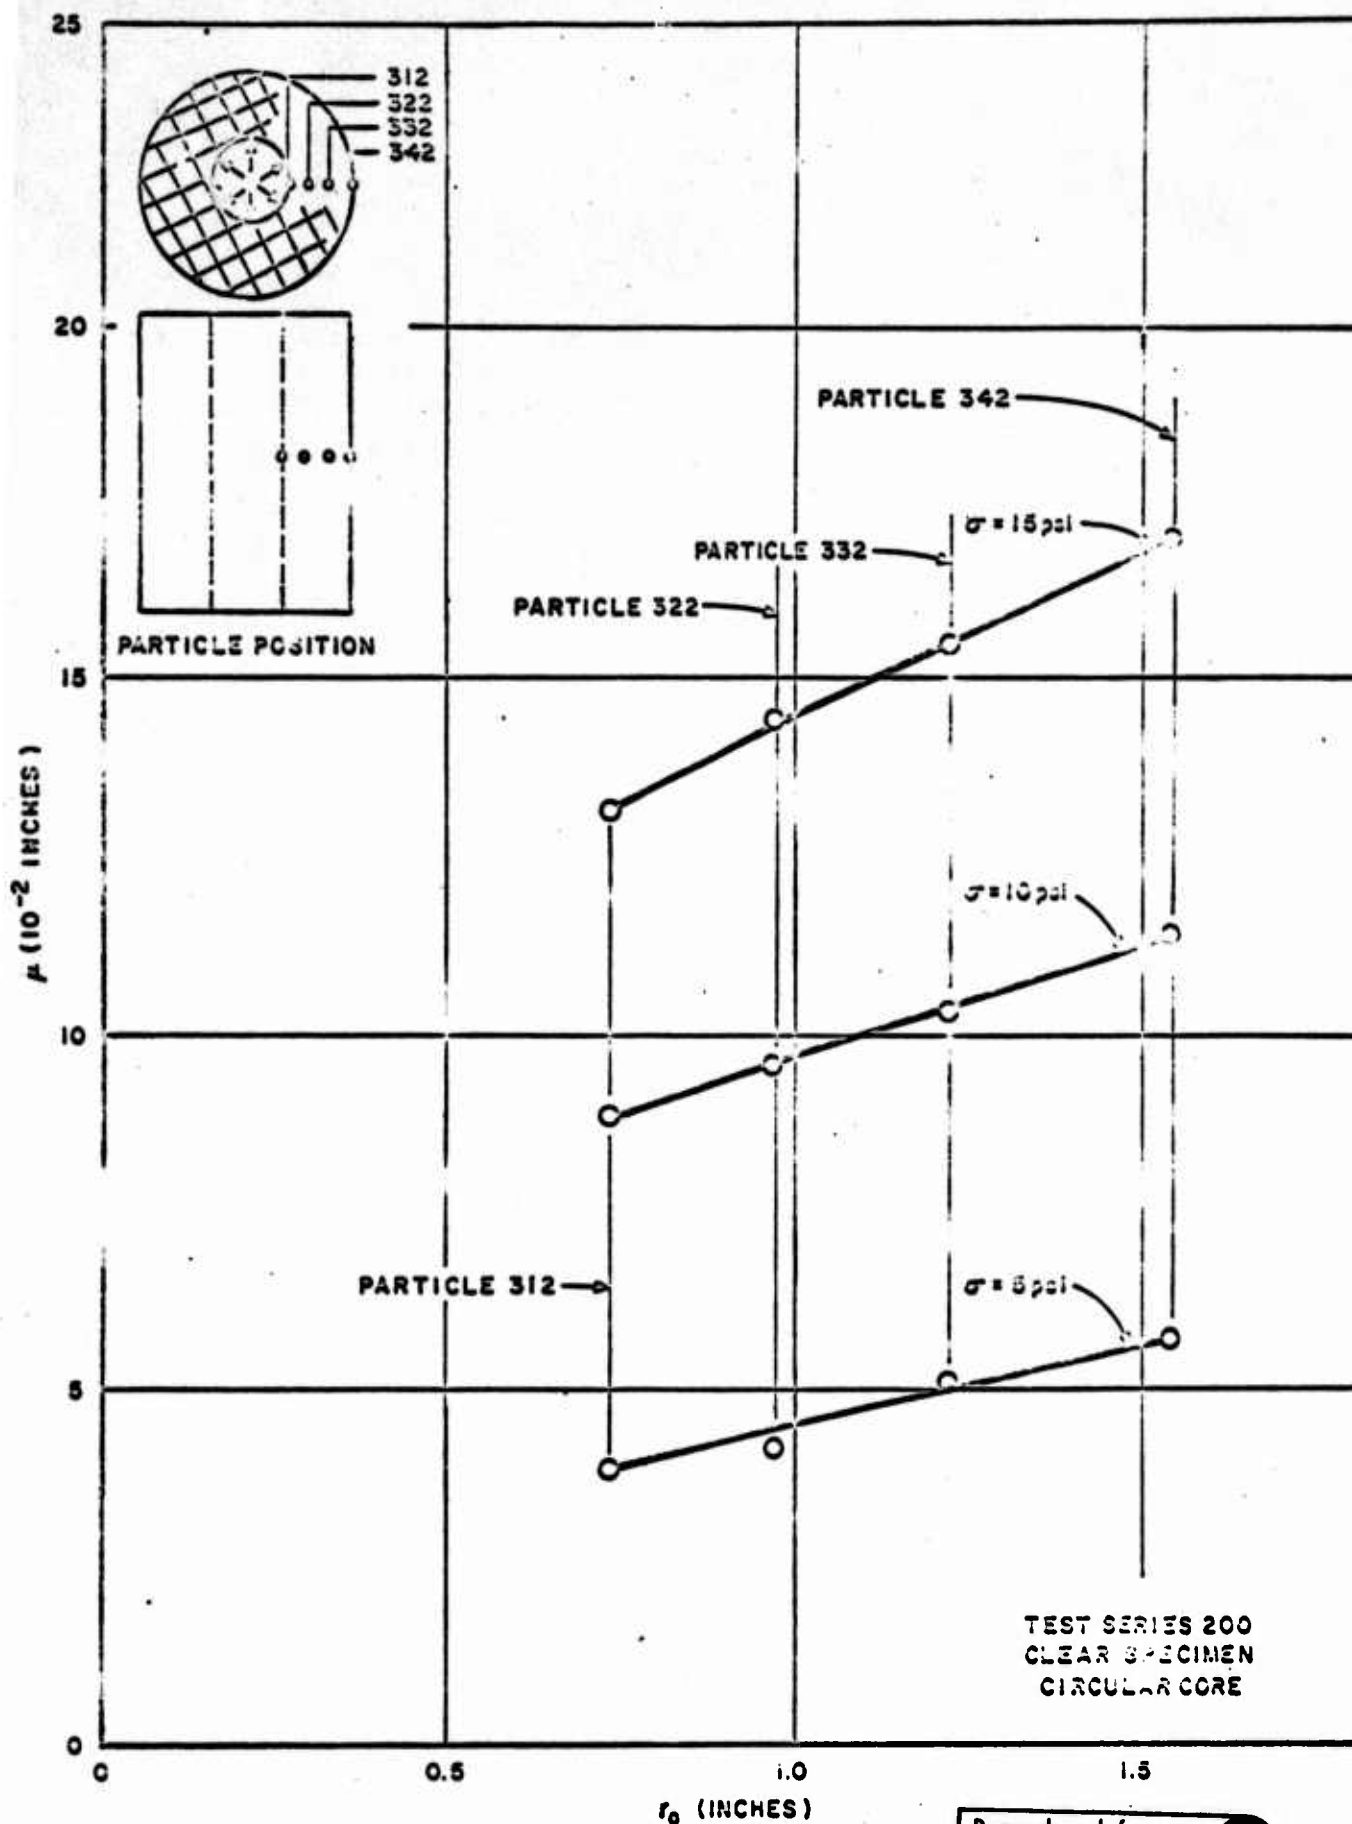 25
312
322
332
342
20
PARTICLE 342
σ = 15 psi
PARTICLE 332
PARTICLE 322
PARTICLE POSITION
15
μ (10⁻² INCHES)
σ = 10 psi
10
PARTICLE 312
σ = 5 psi
5
TEST SERIES 200
CLEAR SPECIMEN
CIRCULAR CORE
0
0 0.5 1.0 1.5
r₀ (INCHES)